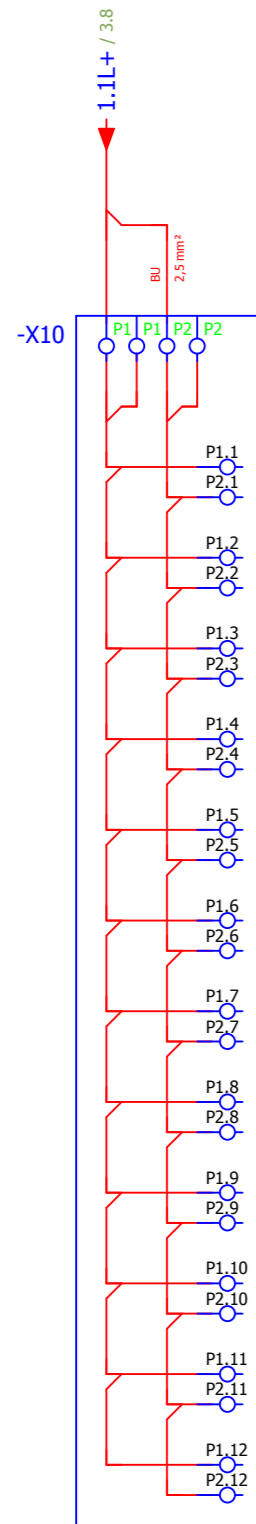 1.1L+ / 3.8
BU
2,5 mm²
-X10
P1 P1 P2 P2
P1.1
P2.1
P1.2
P2.2
P1.3
P2.3
P1.4
P2.4
P1.5
P2.5
P1.6
P2.6
P1.7
P2.7
P1.8
P2.8
P1.9
P2.9
P1.10
P2.10
P1.11
P2.11
P1.12
P2.12